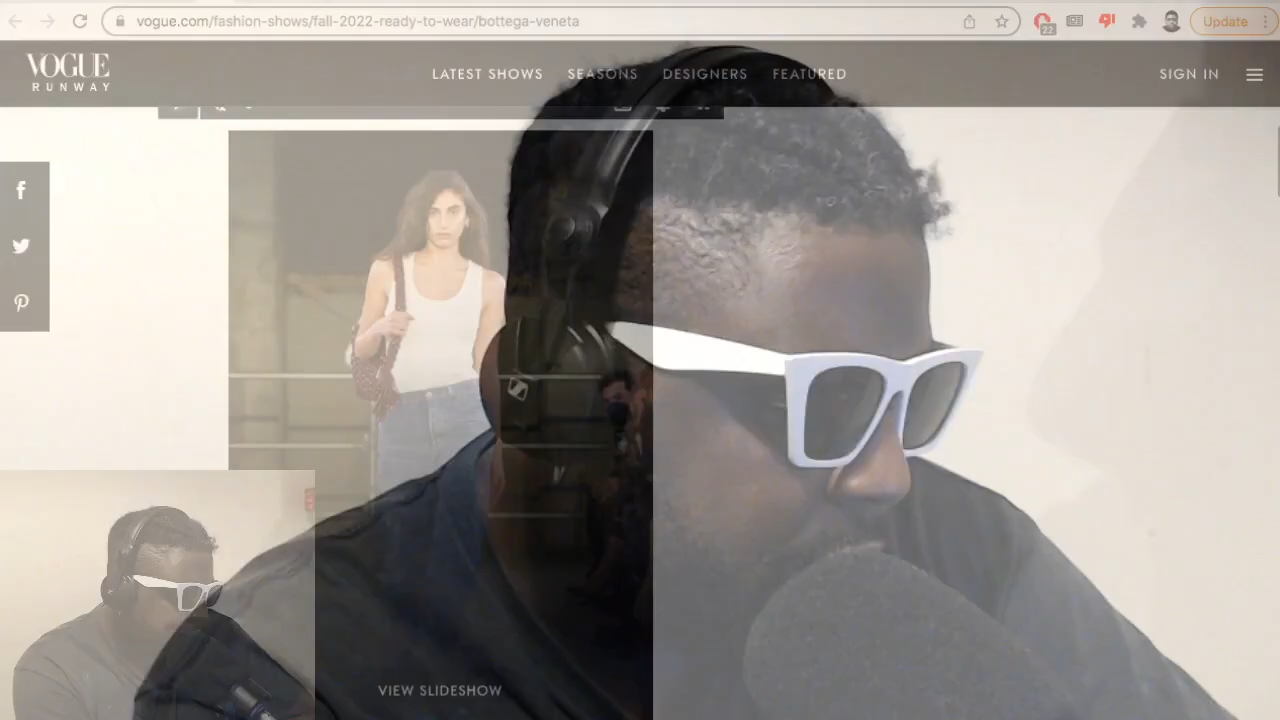 vogue.com/fashion-shows/fall-2022-ready-to-wear/bottega-veneta
22
Update
VOGUE
RUNWAY
LATEST SHOWS
SEASONS
DESIGNERS
FEATURED
SIGN IN
VIEW SLIDESHOW